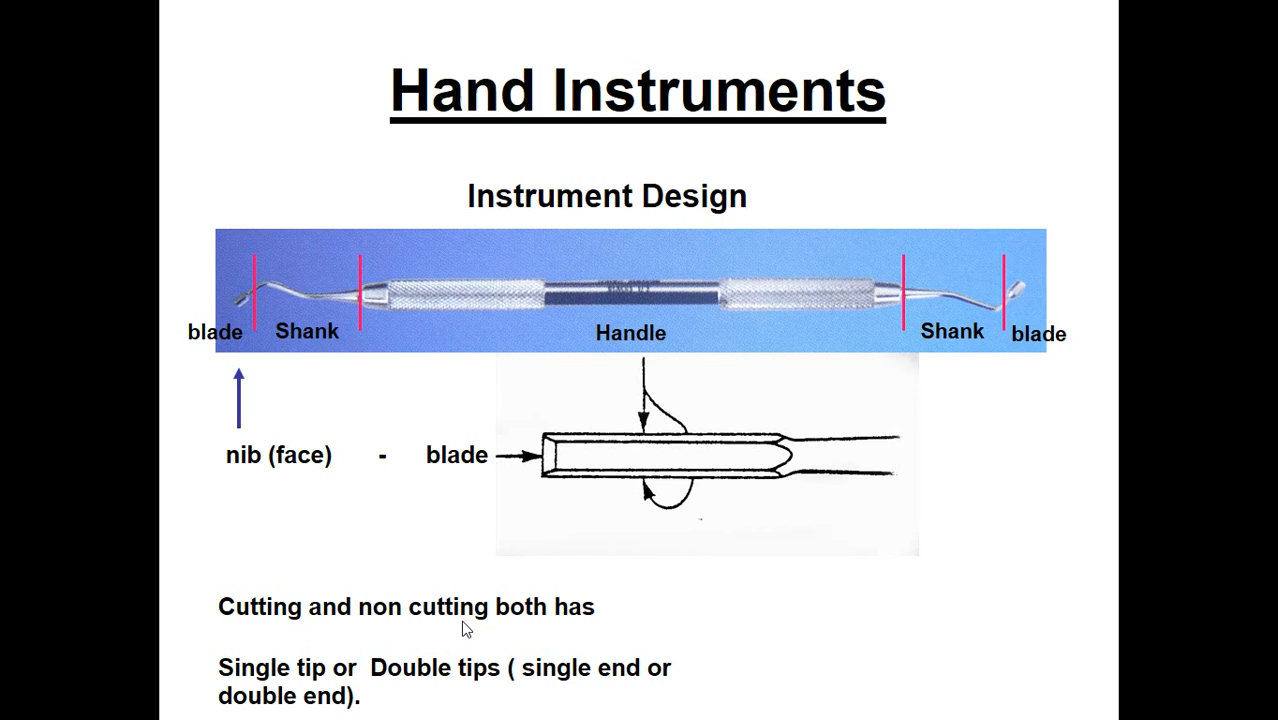 Hand Instruments
Instrument Design
blade Shank Handle Shank blade
nib (face) - blade
Cutting and non cutting both has
Single tip or Double tips ( single end or
double end).